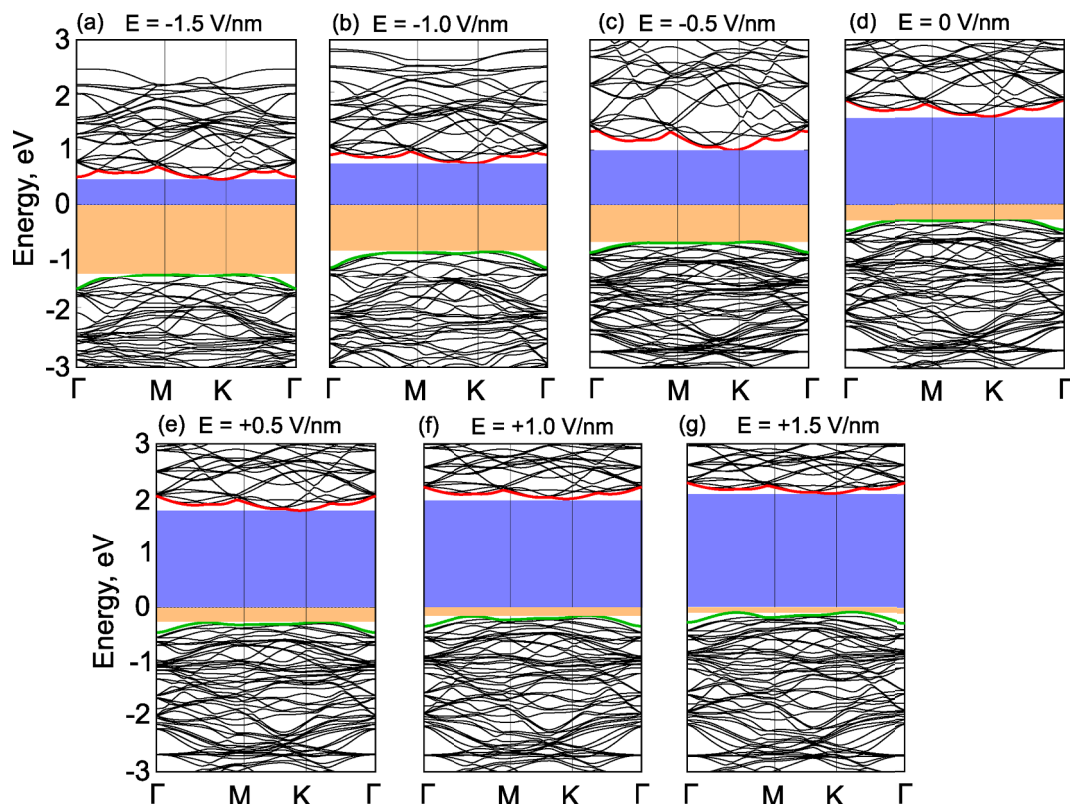 (a) E = -1.5 V/nm (b) E = -1.0 V/nm (c) E = -0.5 V/nm (d) E = 0 V/nm
3
2
1
0
-1
-2
-3
Energy, eV
Γ M K Γ Γ M K Γ Γ M K Γ Γ M K Γ
(e) E = +0.5 V/nm (f) E = +1.0 V/nm (g) E = +1.5 V/nm
3
2
1
0
-1
-2
-3
Energy, eV
Γ M K Γ Γ M K Γ Γ M K Γ